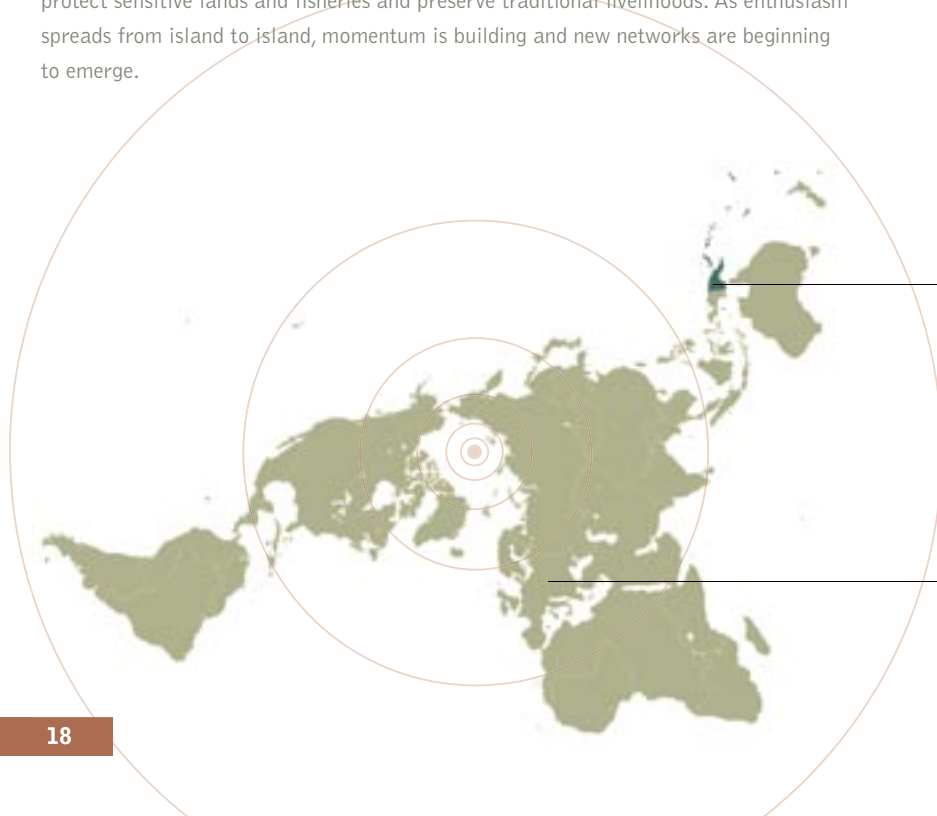 protect sensitive lands and fisheries and preserve traditional livelihoods. As enthusiasm
spreads from island to island, momentum is building and new networks are beginning
to emerge.
18